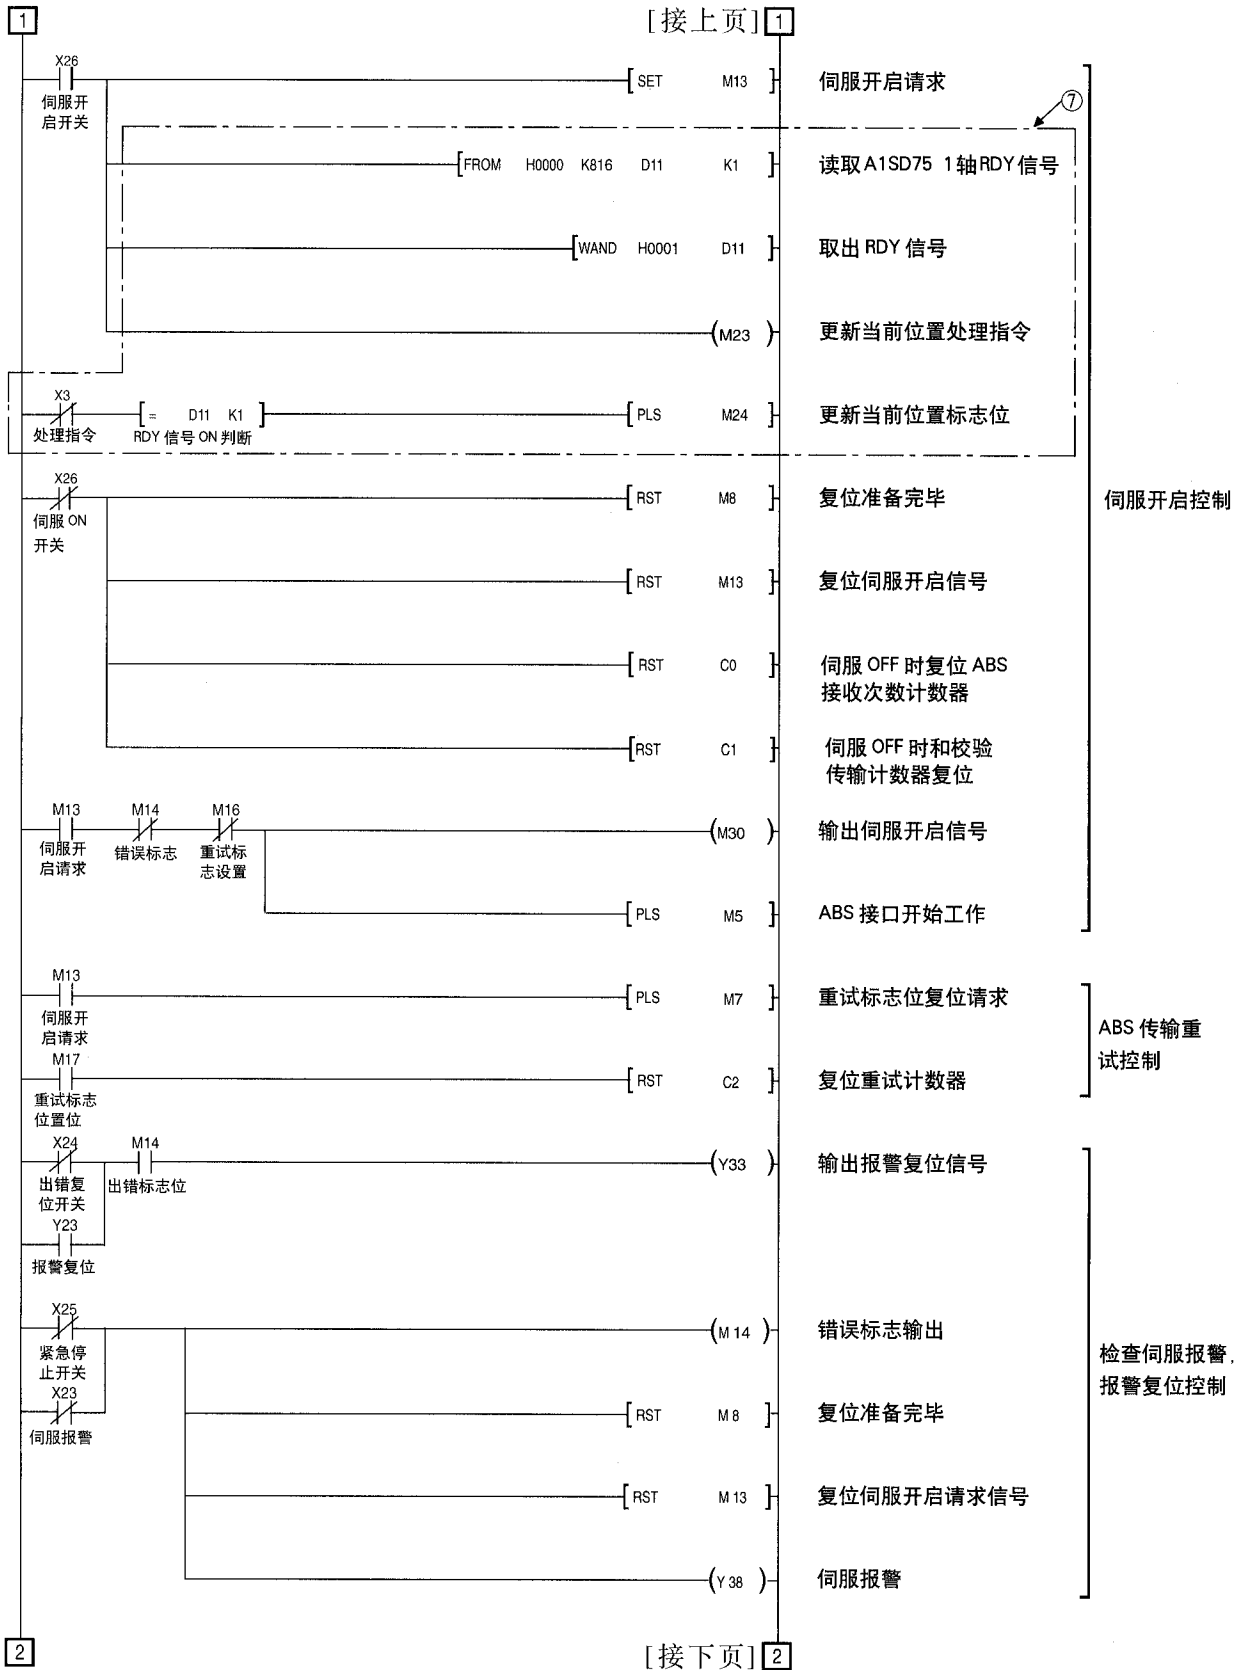 1
[接上页] 1
X26
伺服开
启开关
SET M13
伺服开启请求
⑦
FROM H0000 K816 D11 K1
读取A1SD75 1轴RDY信号
WAND H0001 D11
取出RDY信号
M23
更新当前位置处理指令
X3
处理指令
= D11 K1
RDY信号ON判断
PLS M24
更新当前位置标志位
X26
伺服ON
开关
RST M8
复位准备完毕
伺服开启控制
RST M13
复位伺服开启信号
RST C0
伺服OFF时复位ABS
接收次数计数器
RST C1
伺服OFF时和校验
传输计数器复位
M13
伺服开
启请求
M14
错误标志
M16
重试标
志设置
M30
输出伺服开启信号
PLS M5
ABS接口开始工作
M13
伺服开
启请求
PLS M7
重试标志位复位请求
ABS传输重
试控制
M17
重试标志
位置位
RST C2
复位重试计数器
X24
出错复
位开关
M14
出错标志位
Y33
输出报警复位信号
Y23
报警复位
X25
紧急停
止开关
M14
错误标志输出
检查伺服报警,
报警复位控制
X23
伺服报警
RST M8
复位准备完毕
RST M13
复位伺服开启请求信号
Y38
伺服报警
2
[接下页] 2